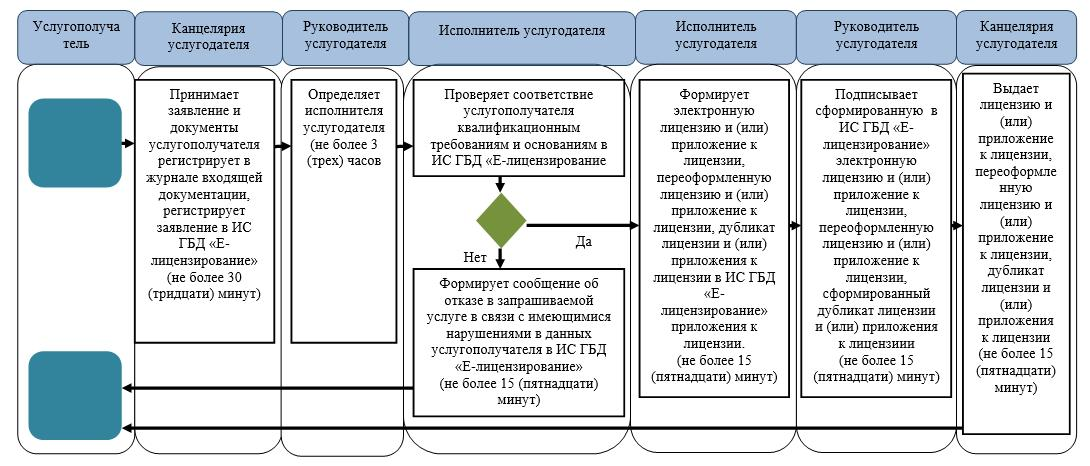 Услугополуча
тель
Канцелярия
услугодателя
Руководитель
услугодателя
Исполнитель услугодателя
Исполнитель
услугодателя
Руководитель
услугодателя
Канцелярия
услугодателя
Принимает
заявление и
документы
услугополучателя
регистрирует в
журнале входящей
документации,
регистрирует
заявление в ИС
ГБД «Е-
лицензирование»
(не более 30
(тридцати) минут)
Определяет
исполнителя
услугодателя
(не более 3
(трех) часов
Проверяет соответствие
услугополучателя
квалификационным
требованиям и основаниям в
ИС ГБД «Е-лицензирование
Да
Нет
Формирует сообщение об
отказе в запрашиваемой
услуге в связи с имеющимися
нарушениями в данных
услугополучателя в ИС ГБД
«Е-лицензирование»
(не более 15 (пятнадцати)
минут)
Формирует
электронную
лицензию и (или)
приложение к
лицензии,
переоформленную
лицензию и (или)
приложение к
лицензии, дубликат
лицензии и (или)
приложения к
лицензии в ИС ГБД
«Е-
лицензирование»
приложения к
лицензии.
(не более 15
(пятнадцати) минут)
Подписывает
сформированную в
ИС ГБД «Е-
лицензирование»
электронную
лицензию и (или)
приложение к
лицензии,
переоформленную
лицензию и (или)
приложение к
лицензии,
сформированный
дубликат лицензии
и (или) приложения
к лицензиии
(не более 15
(пятнадцати) минут)
Выдает
лицензию и
(или)
приложение
к лицензии,
переоформле
нную
лицензию и
(или)
приложение
к лицензии,
дубликат
лицензии и
(или)
приложения
к лицензии
(не более 15
(пятнадцати)
минут)